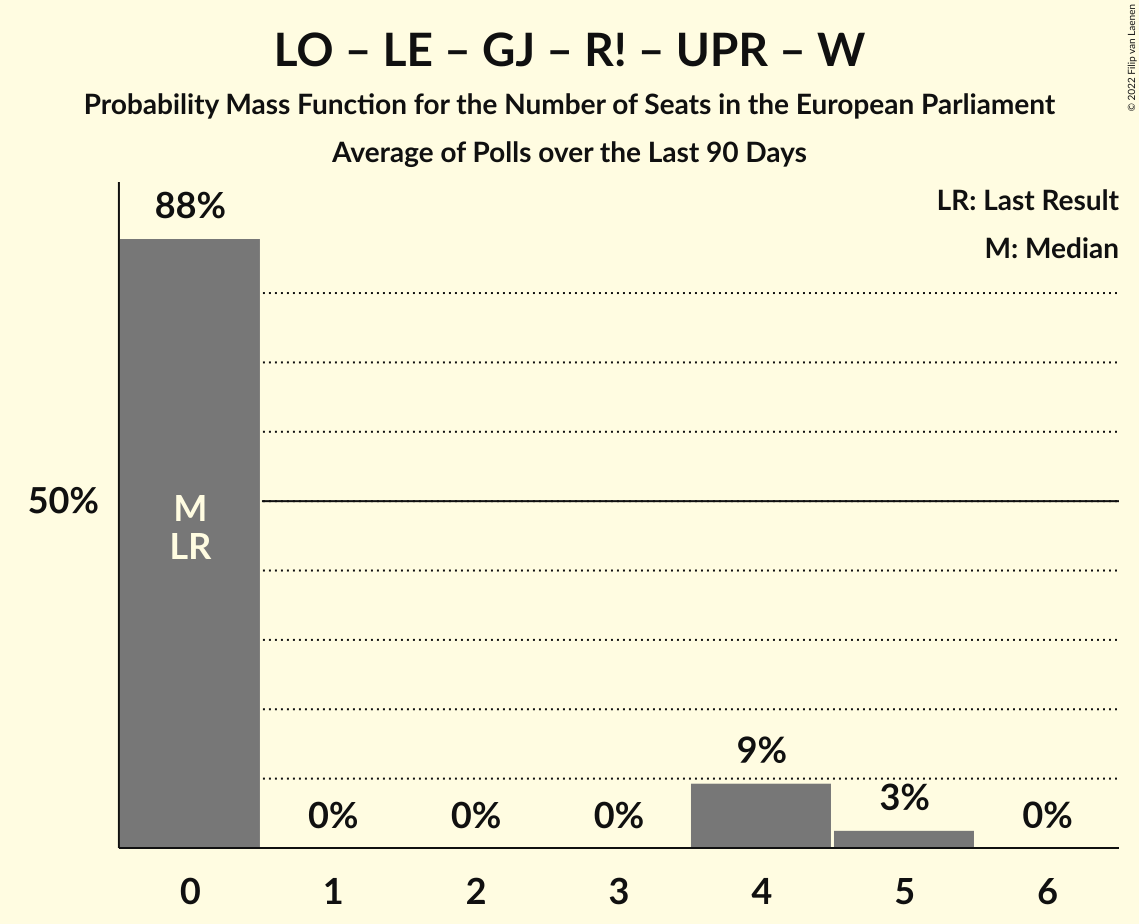 LO – LE – GJ – R! – UPR – W
Probability Mass Function for the Number of Seats in the European Parliament
Average of Polls over the Last 90 Days
© 2022 Filip van Laenen
LR: Last Result
M: Median
88%
50%
M
LR
9%
3%
0%
0%
0%
0%
0
1
2
3
4
5
6